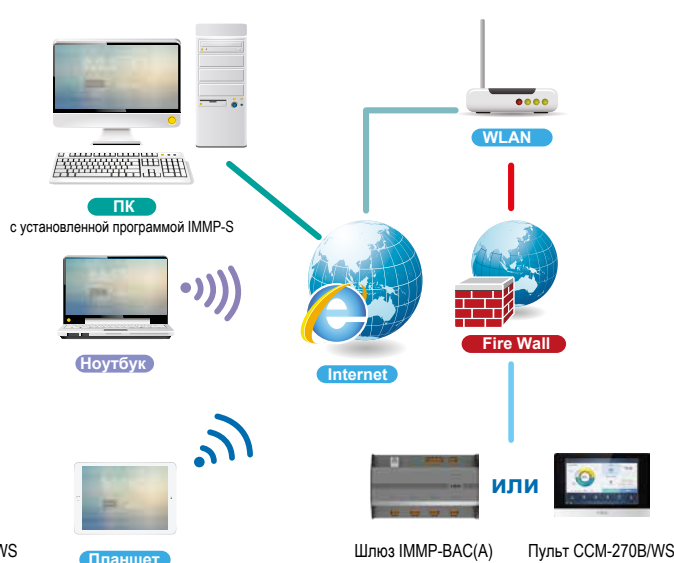 WLAN
ПК
с установленной программой IMMP-S
Ноутбук
Internet
Fire Wall
или
Планшет
WS
Шлюз IMMP-BAC(A)
Пульт CCM-270B/WS